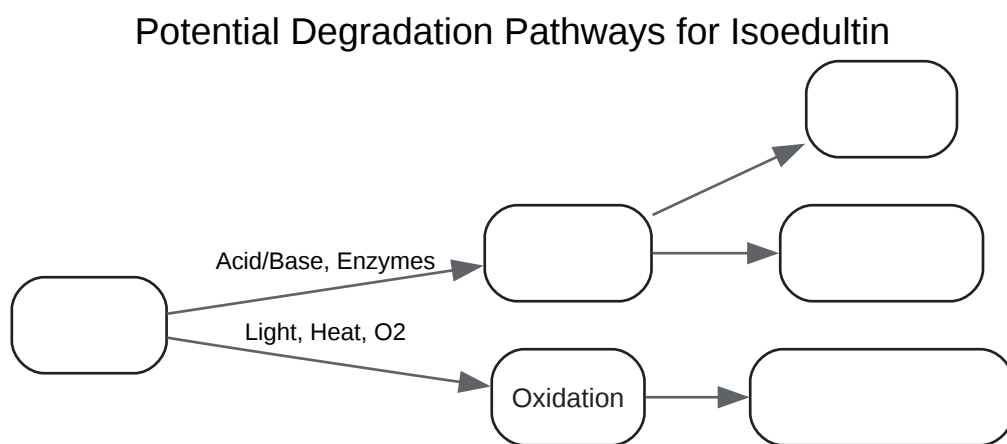 Potential Degradation Pathways for Isoedultin
Acid/Base, Enzymes
Light, Heat, O2
Oxidation